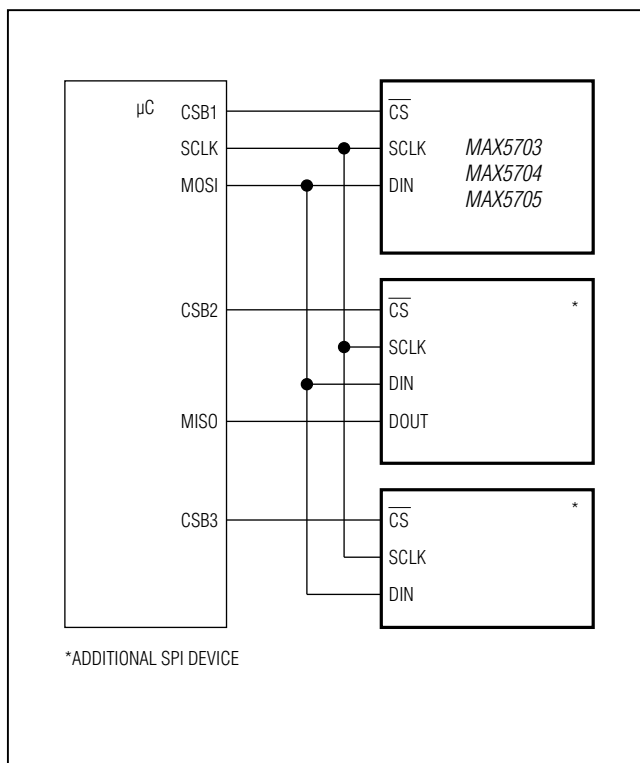 µC
CSB1
SCLK
MOSI
CSB2
MISO
CSB3
CS
SCLK
DIN
MAX5703
MAX5704
MAX5705
CS
SCLK
DIN
DOUT
*
CS
SCLK
DIN
*
*ADDITIONAL SPI DEVICE